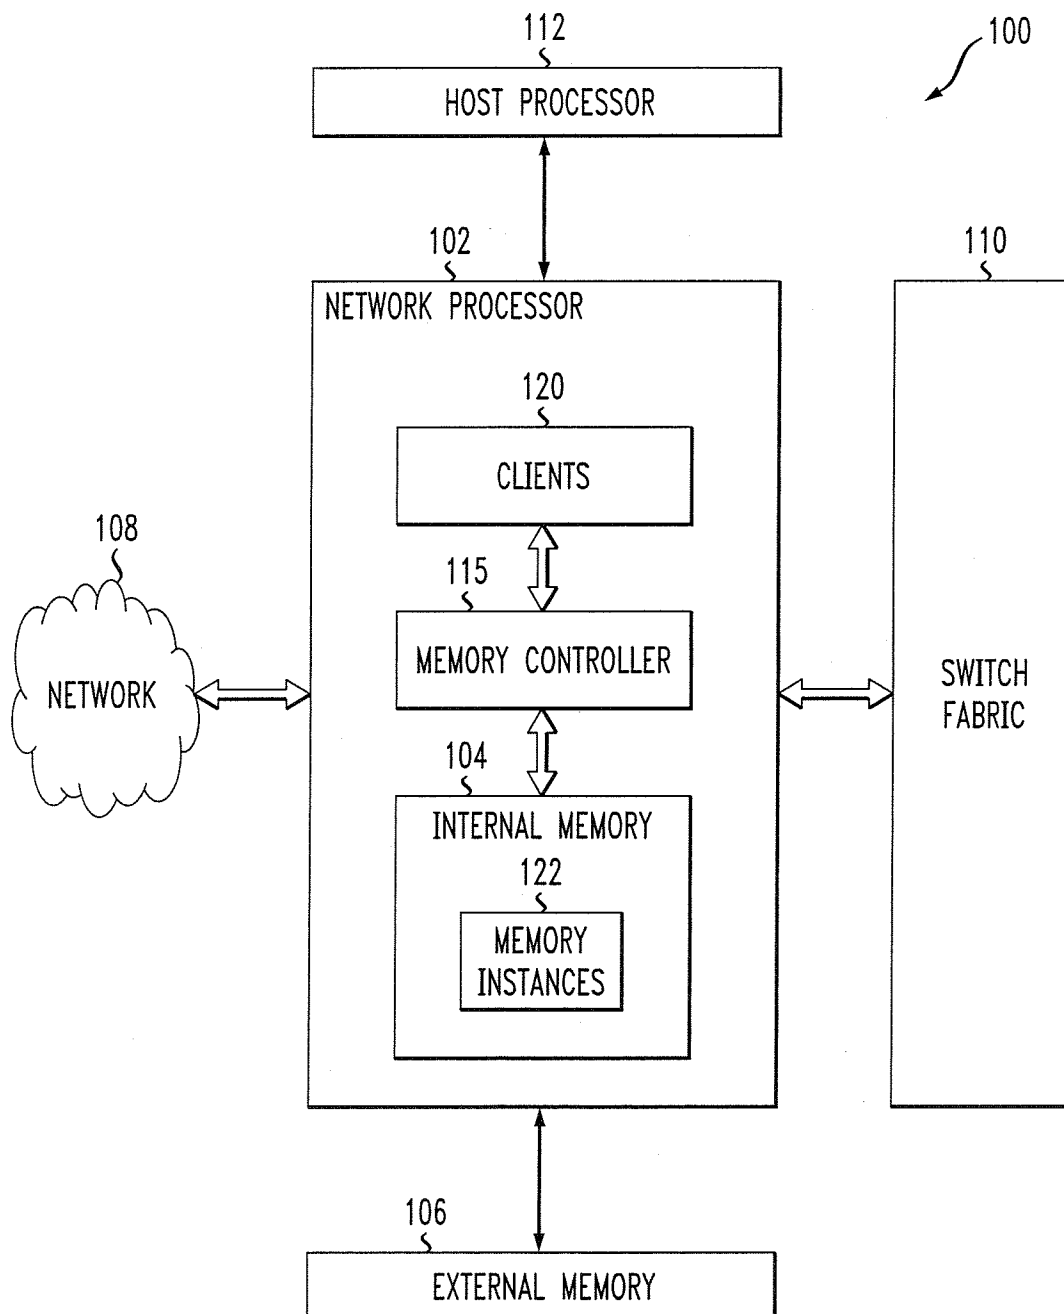 112
100
HOST PROCESSOR
102
110
NETWORK PROCESSOR
120
CLIENTS
108
115
NETWORK
MEMORY CONTROLLER
SWITCH
FABRIC
104
INTERNAL MEMORY
122
MEMORY
INSTANCES
106
EXTERNAL MEMORY